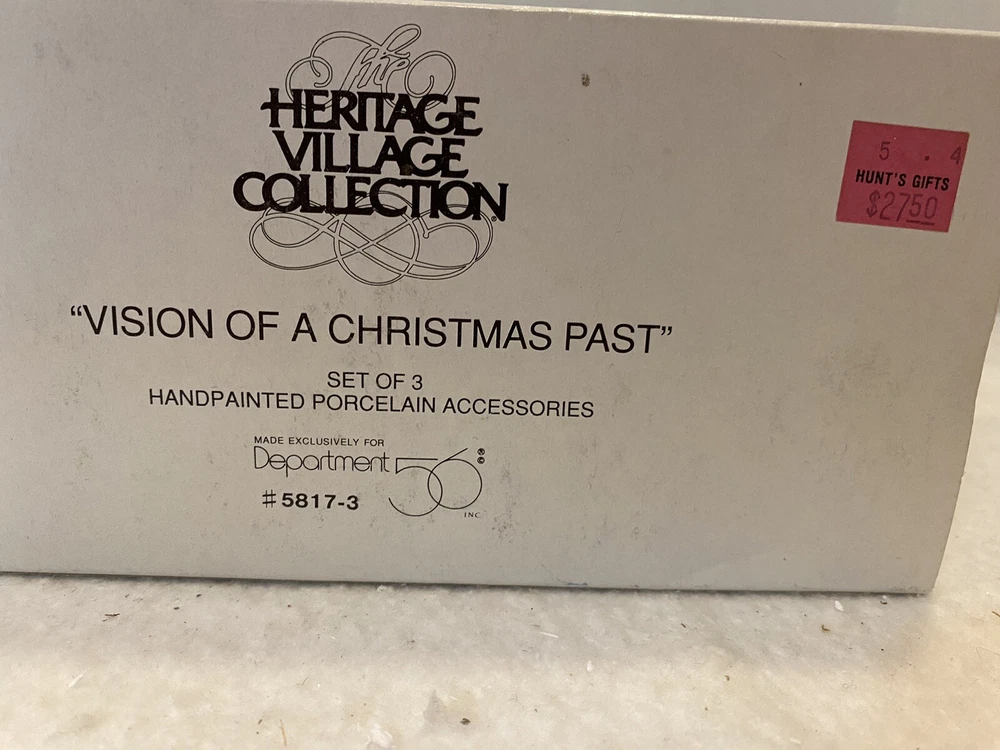 The
HERITAGE
VILLAGE
COLLECTION®
“VISION OF A CHRISTMAS PAST”
SET OF 3
HANDPAINTED PORCELAIN ACCESSORIES
MADE EXCLUSIVELY FOR
Department 56 ® ©
INC.
#5817-3
5 . 4
HUNT'S GIFTS
$2750